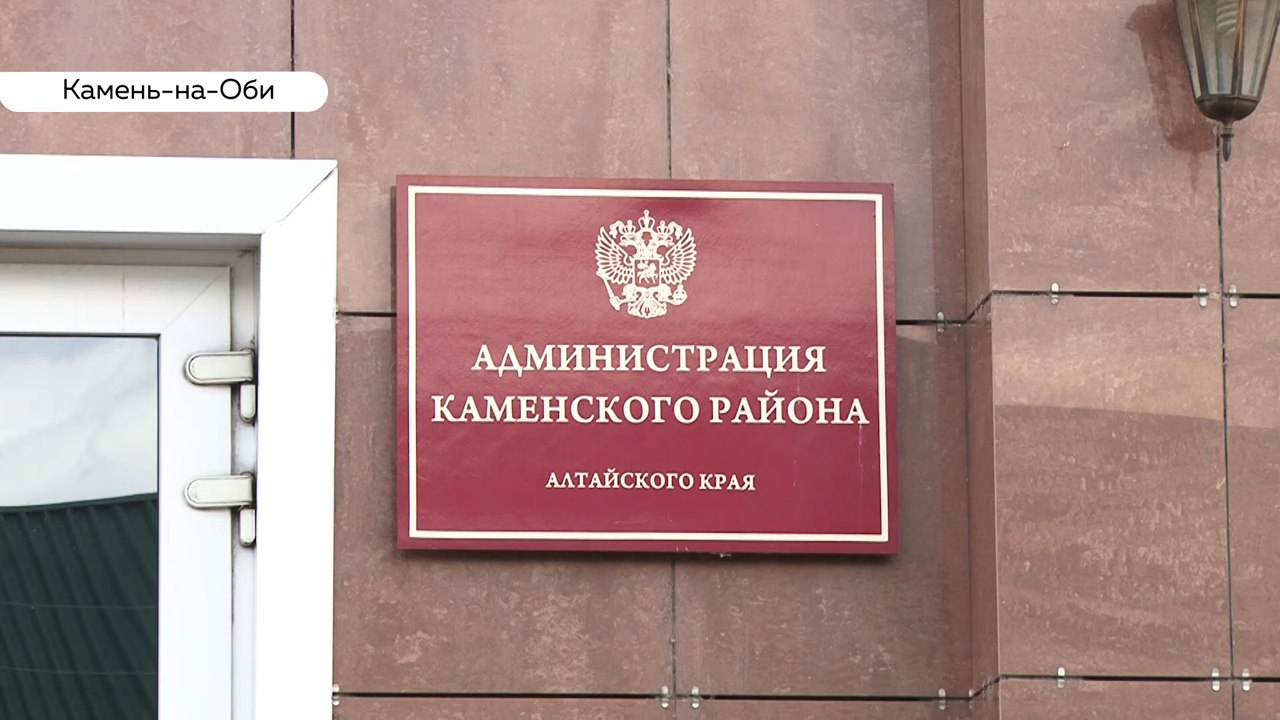 Камень-на-Оби
АДМИНИСТРАЦИЯ
КАМЕНСКОГО РАЙОНА
АЛТАЙСКОГО КРАЯ